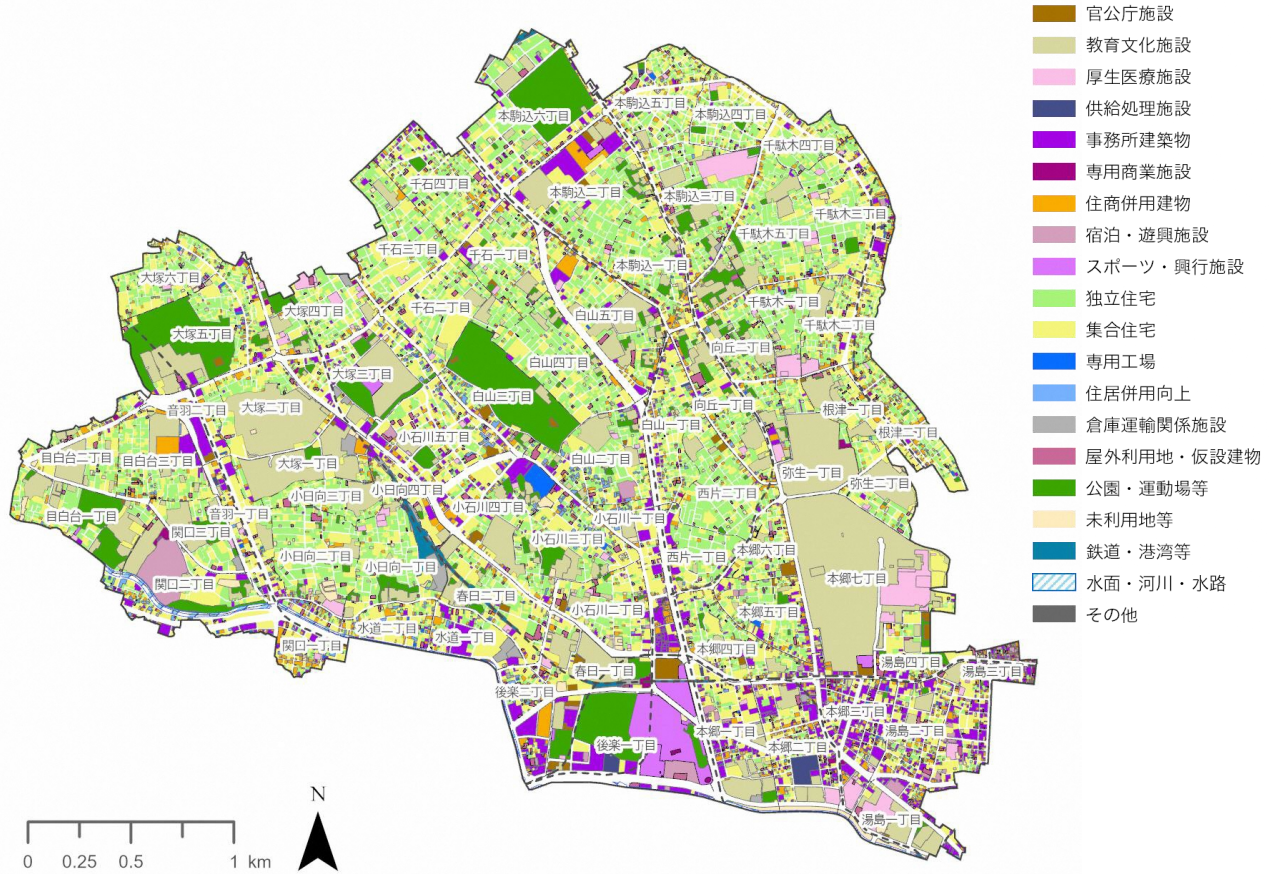 官公庁施設
教育文化施設
厚生医療施設
供給処理施設
事務所建築物
専用商業施設
住商併用建物
宿泊・遊興施設
スポーツ・興行施設
独立住宅
集合住宅
専用工場
住居併用向上
倉庫運輸関係施設
屋外利用地・仮設建物
公園・運動場等
未利用地等
鉄道・港湾等
水面・河川・水路
その他
本駒込六丁目
本駒込五丁目
本駒込四丁目
千駄木四丁目
千石四丁目
本駒込二丁目
本駒込三丁目
千駄木三丁目
千駄木五丁目
千石三丁目
千石一丁目
本駒込一丁目
大塚六丁目
大塚四丁目
千石二丁目
千駄木一丁目
白山五丁目
千駄木二丁目
大塚五丁目
向丘二丁目
白山四丁目
大塚三丁目
白山三丁目
大塚二丁目
音羽二丁目
向丘一丁目
根津一丁目
白山一丁目
根津二丁目
小石川五丁目
目白台二丁目
目白台三丁目
大塚一丁目
白山二丁目
弥生一丁目
弥生二丁目
小日向三丁目
小日向四丁目
西片二丁目
小石川四丁目
音羽一丁目
目白台一丁目
小石川一丁目
関口三丁目
小石川三丁目
小日向二丁目
西片一丁目
本郷六丁目
小日向一丁目
関口二丁目
本郷七丁目
春日二丁目
小石川二丁目
本郷五丁目
水道二丁目
水道一丁目
関口一丁目
本郷四丁目
湯島四丁目
湯島三丁目
春日一丁目
後楽二丁目
本郷三丁目
本郷一丁目
湯島二丁目
後楽一丁目
本郷二丁目
湯島一丁目
N
0 0.25 0.5 1 km